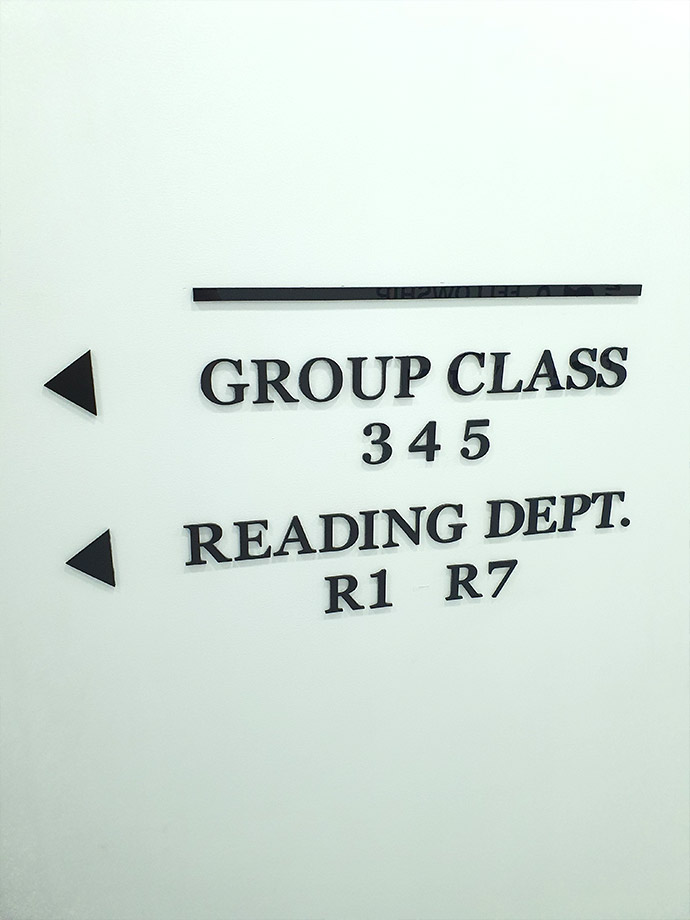 GROUP CLASS
3 4 5
READING DEPT.
R1 R7